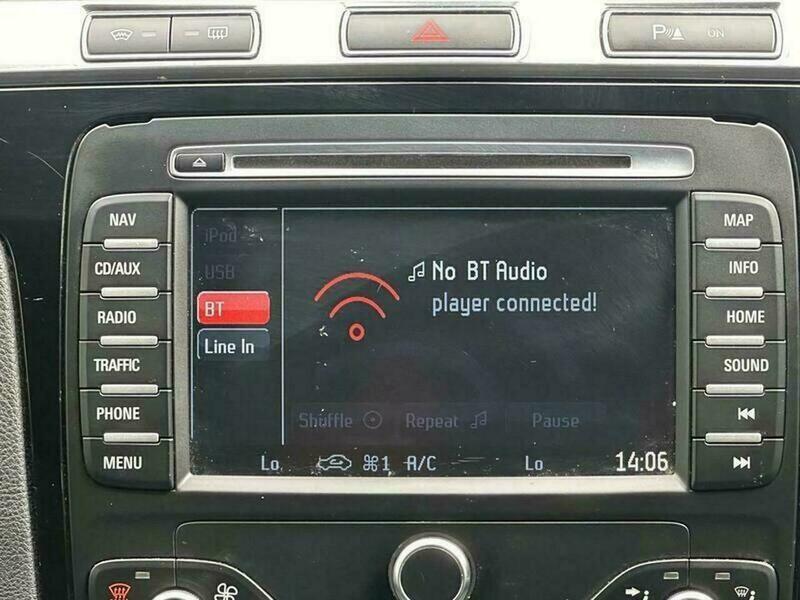 P ON
NAV
CD/AUX
RADIO
TRAFFIC
PHONE
MENU
iPod
USB
BT
Line In
No BT Audio
player connected!
Shuffle Repeat Pause
Lo 1 A/C Lo 14:06
MAP
INFO
HOME
SOUND